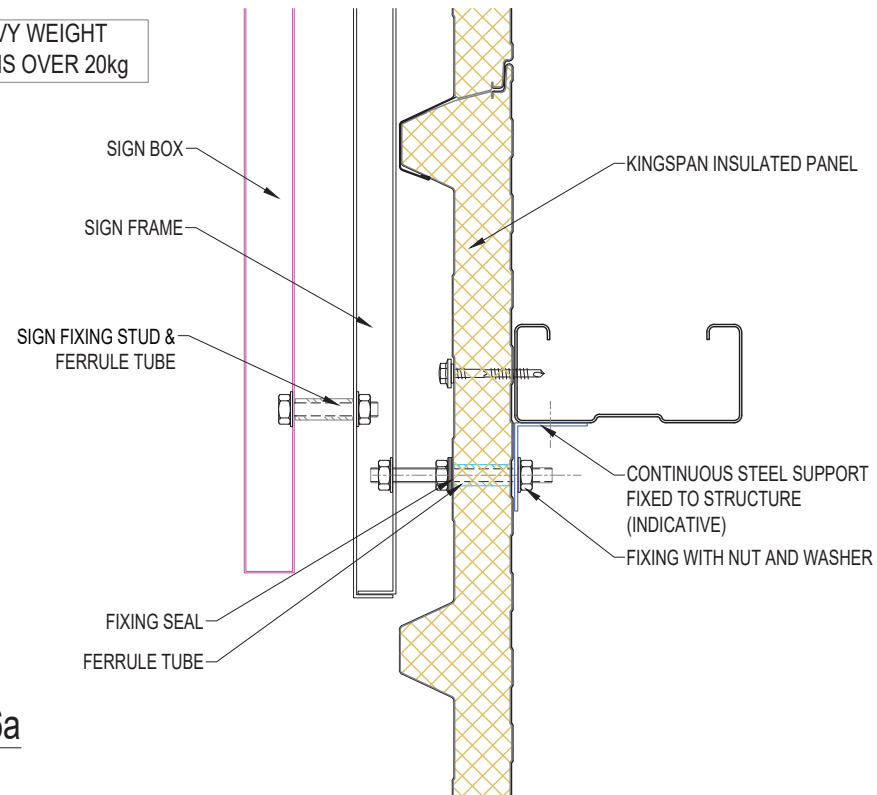 VY WEIGHT
IS OVER 20kg
SIGN BOX
KINGSPAN INSULATED PANEL
SIGN FRAME
SIGN FIXING STUD &
FERRULE TUBE
CONTINUOUS STEEL SUPPORT
FIXED TO STRUCTURE
(INDICATIVE)
FIXING WITH NUT AND WASHER
FIXING SEAL
FERRULE TUBE
a